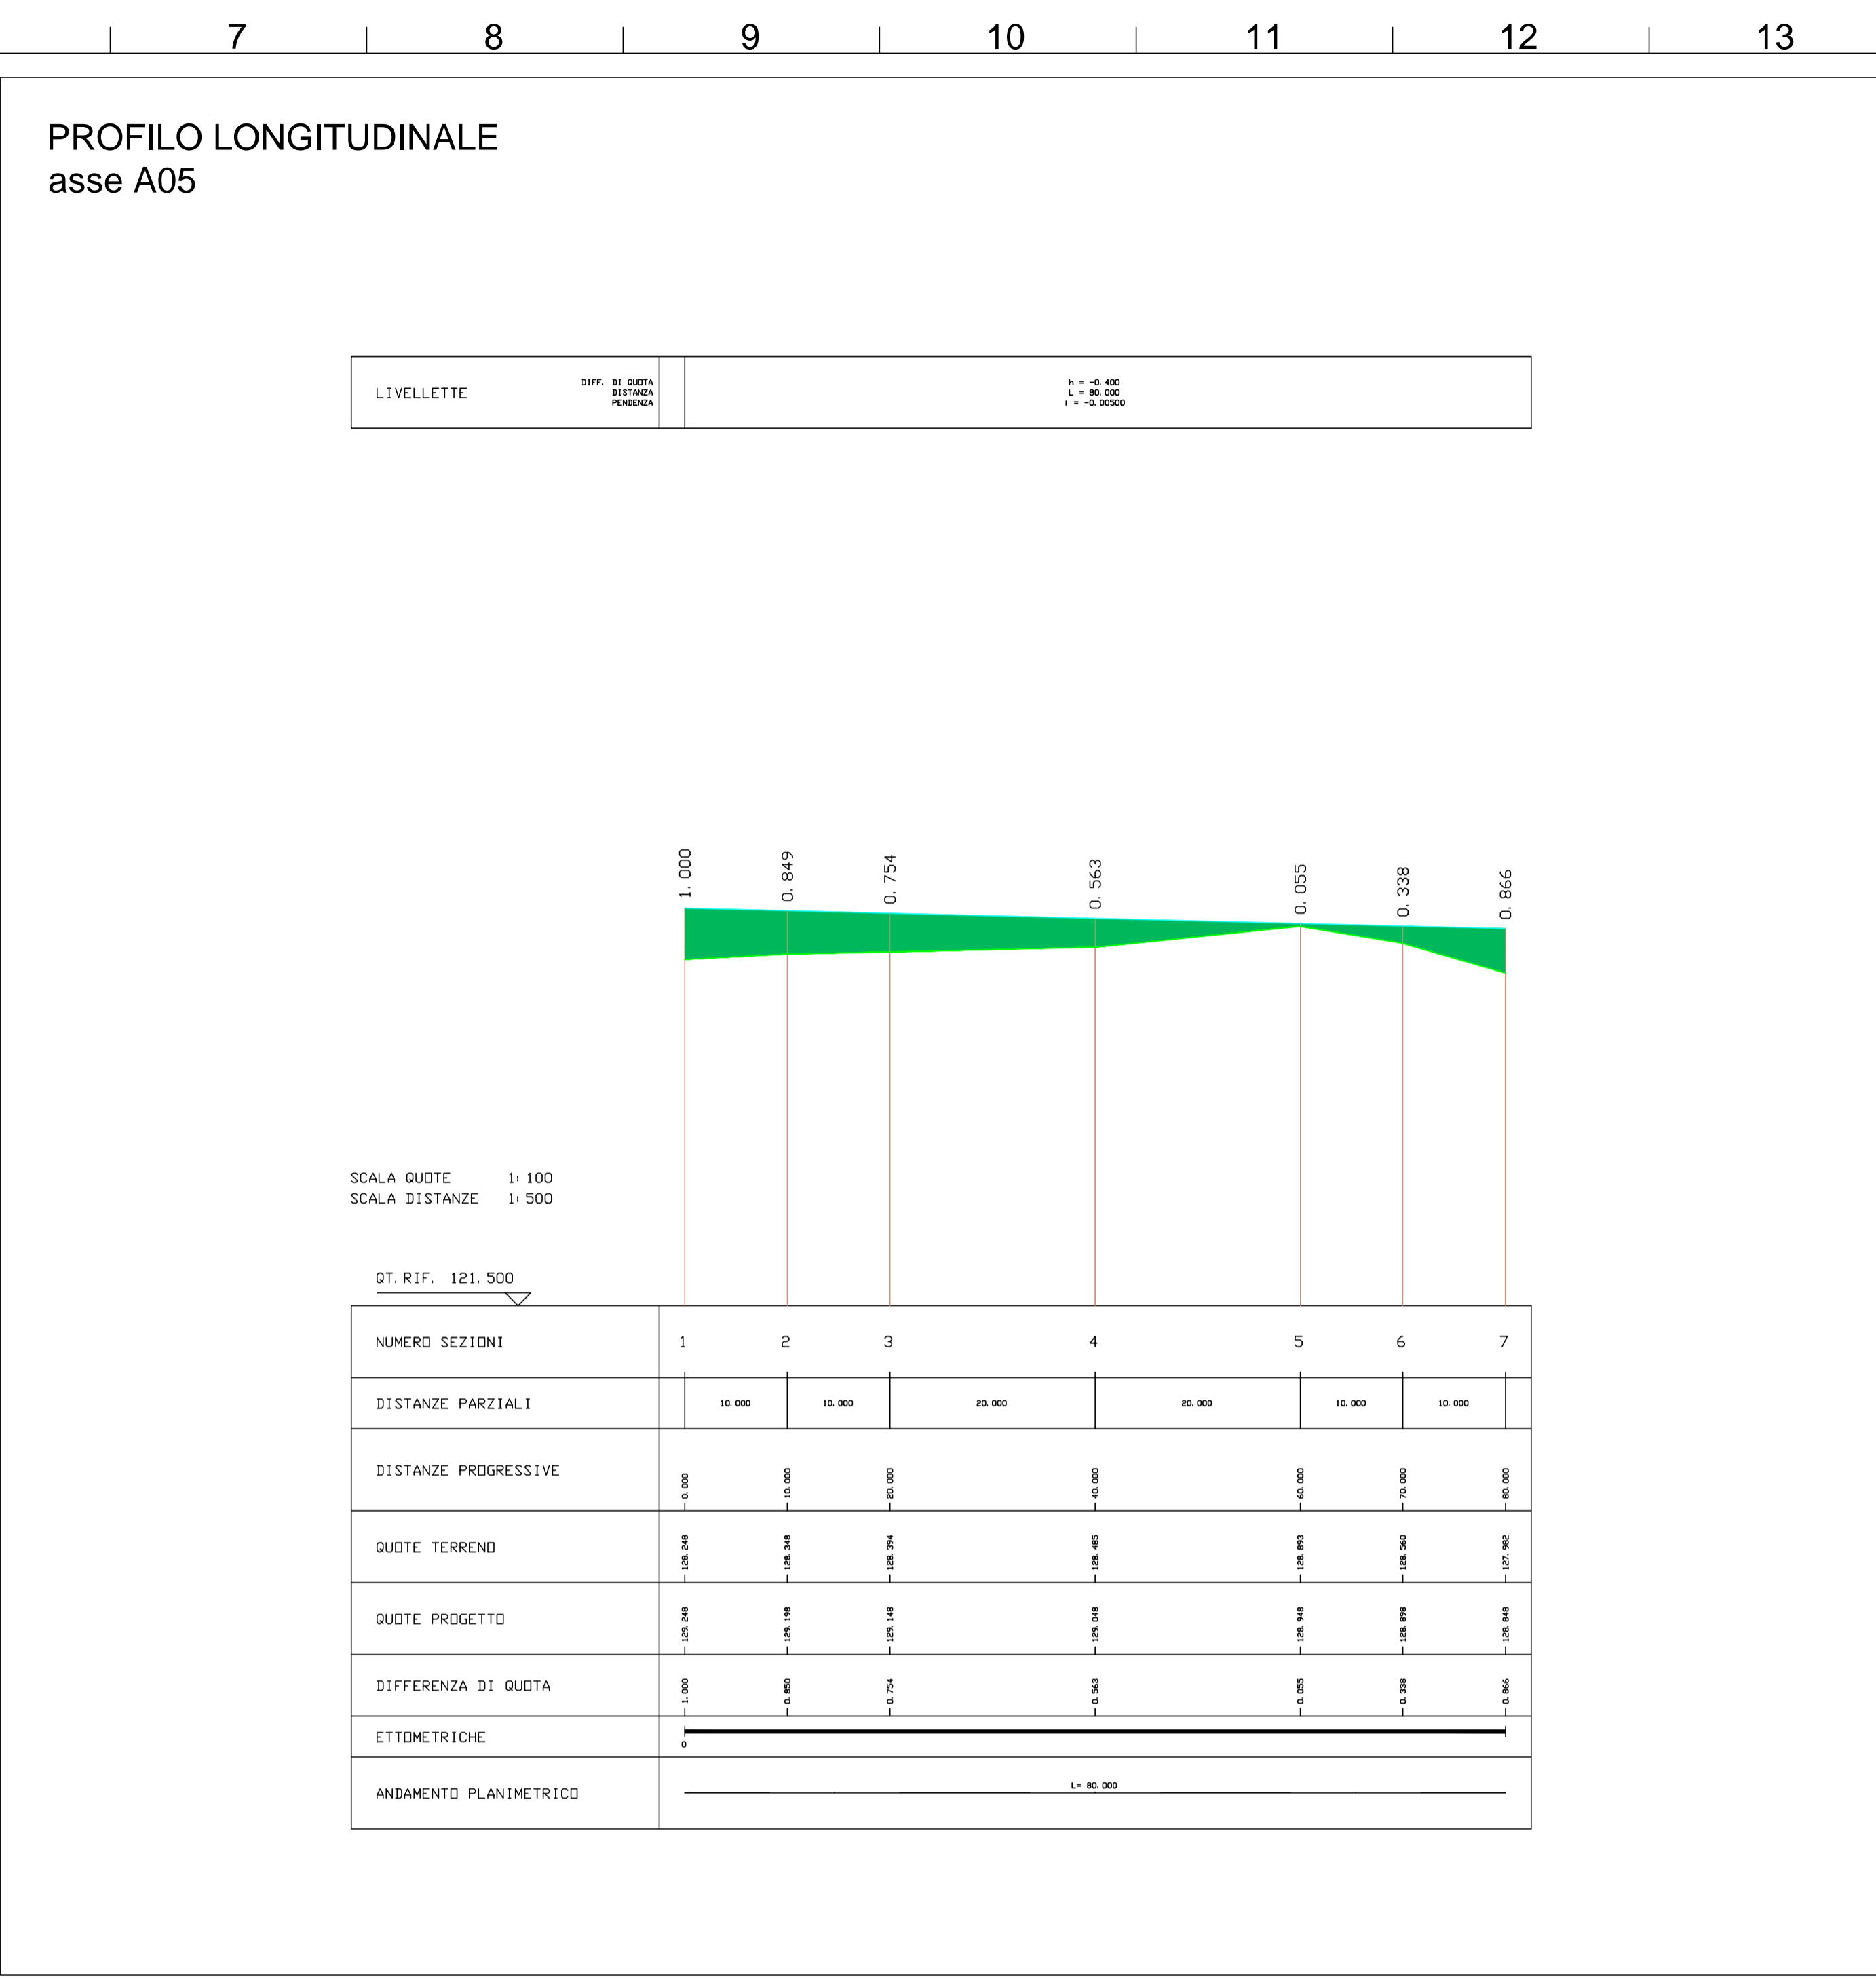 7 8 9 10 11 12 13
PROFILO LONGITUDINALE
asse A05
LIVELLETTE
DIFF. DI QUOTA
DISTANZA
PENDENZA
h = -0.400
L = 80.000
i = -0.00500
1.000 0.849 0.754 0.563 0.055 0.338 0.866
SCALA QUOTE 1:100
SCALA DISTANZE 1:500
QT.RIF. 121.500
NUMERO SEZIONI 1 2 3 4 5 6 7
DISTANZE PARZIALI 10.000 10.000 20.000 20.000 10.000 10.000
DISTANZE PROGRESSIVE 0.000 10.000 20.000 40.000 60.000 70.000 80.000
QUOTE TERRENO 128.248 128.348 128.394 128.485 128.893 128.560 127.982
QUOTE PROGETTO 129.248 129.198 129.148 129.048 128.948 128.898 128.848
DIFFERENZA DI QUOTA 1.000 0.850 0.754 0.563 0.055 0.338 0.866
ETTOMETRICHE 0
ANDAMENTO PLANIMETRICO L= 80.000